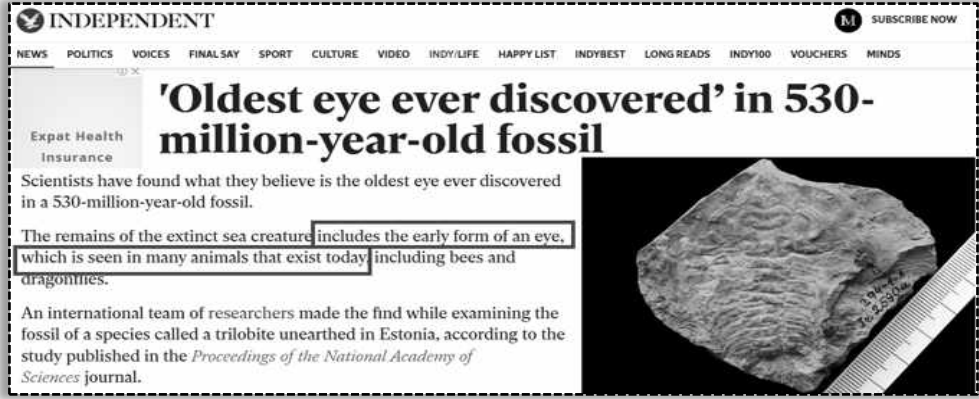 INDEPENDENT
M SUBSCRIBE NOW
NEWS POLITICS VOICES FINAL SAY SPORT CULTURE VIDEO INDY/LIFE HAPPY LIST INDYBEST LONG READS INDY100 VOUCHERS MINDS
Expat Health
Insurance
'Oldest eye ever discovered’ in 530-
million-year-old fossil
Scientists have found what they believe is the oldest eye ever discovered
in a 530-million-year-old fossil.
The remains of the extinct sea creature includes the early form of an eye,
which is seen in many animals that exist today, including bees and
dragonflies.
An international team of researchers made the find while examining the
fossil of a species called a trilobite unearthed in Estonia, according to the
study published in the Proceedings of the National Academy of
Sciences journal.